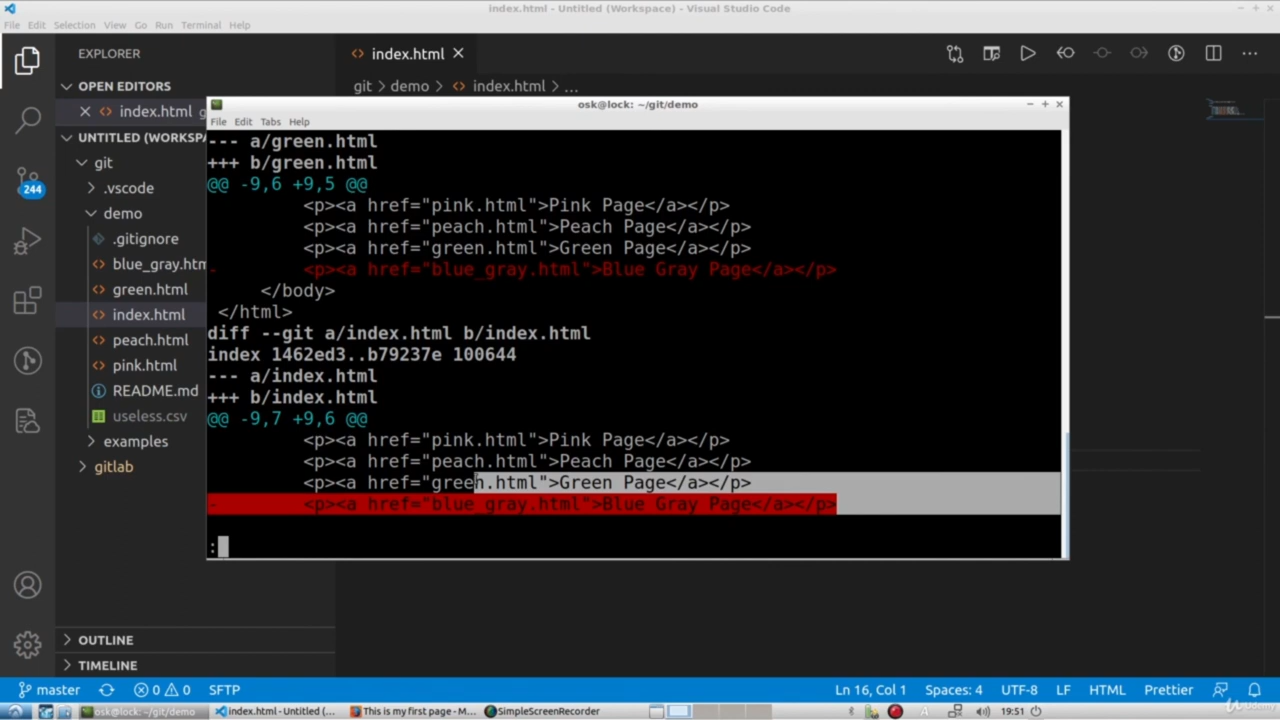 index.html - Untitled (Workspace) - Visual Studio Code
File Edit Selection View Go Run Terminal Help
EXPLORER
index.html
OPEN EDITORS
git > demo > index.html > ...
index.html g
osk@lock: ~/git/demo
UNTITLED (WORKSPA
File Edit Tabs Help
git
244
.vscode
demo
.gitignore
blue_gray.htm
green.html
index.html
peach.html
pink.html
README.md
useless.csv
examples
gitlab
--- a/green.html
+++ b/green.html
@@ -9,6 +9,5 @@
<p><a href="pink.html">Pink Page</a></p>
<p><a href="peach.html">Peach Page</a></p>
<p><a href="green.html">Green Page</a></p>
- <p><a href="blue_gray.html">Blue Gray Page</a></p>
</body>
</html>
diff --git a/index.html b/index.html
index 1462ed3..b79237e 100644
--- a/index.html
+++ b/index.html
@@ -9,7 +9,6 @@
<p><a href="pink.html">Pink Page</a></p>
<p><a href="peach.html">Peach Page</a></p>
<p><a href="green.html">Green Page</a></p>
- <p><a href="blue_gray.html">Blue Gray Page</a></p>
:
OUTLINE
TIMELINE
master 0 0 SFTP Ln 16, Col 1 Spaces: 4 UTF-8 LF HTML Prettier
osk@lock: ~/git/demo index.html - Untitled (... This is my first page - M... SimpleScreenRecorder A 19:51
Udemy